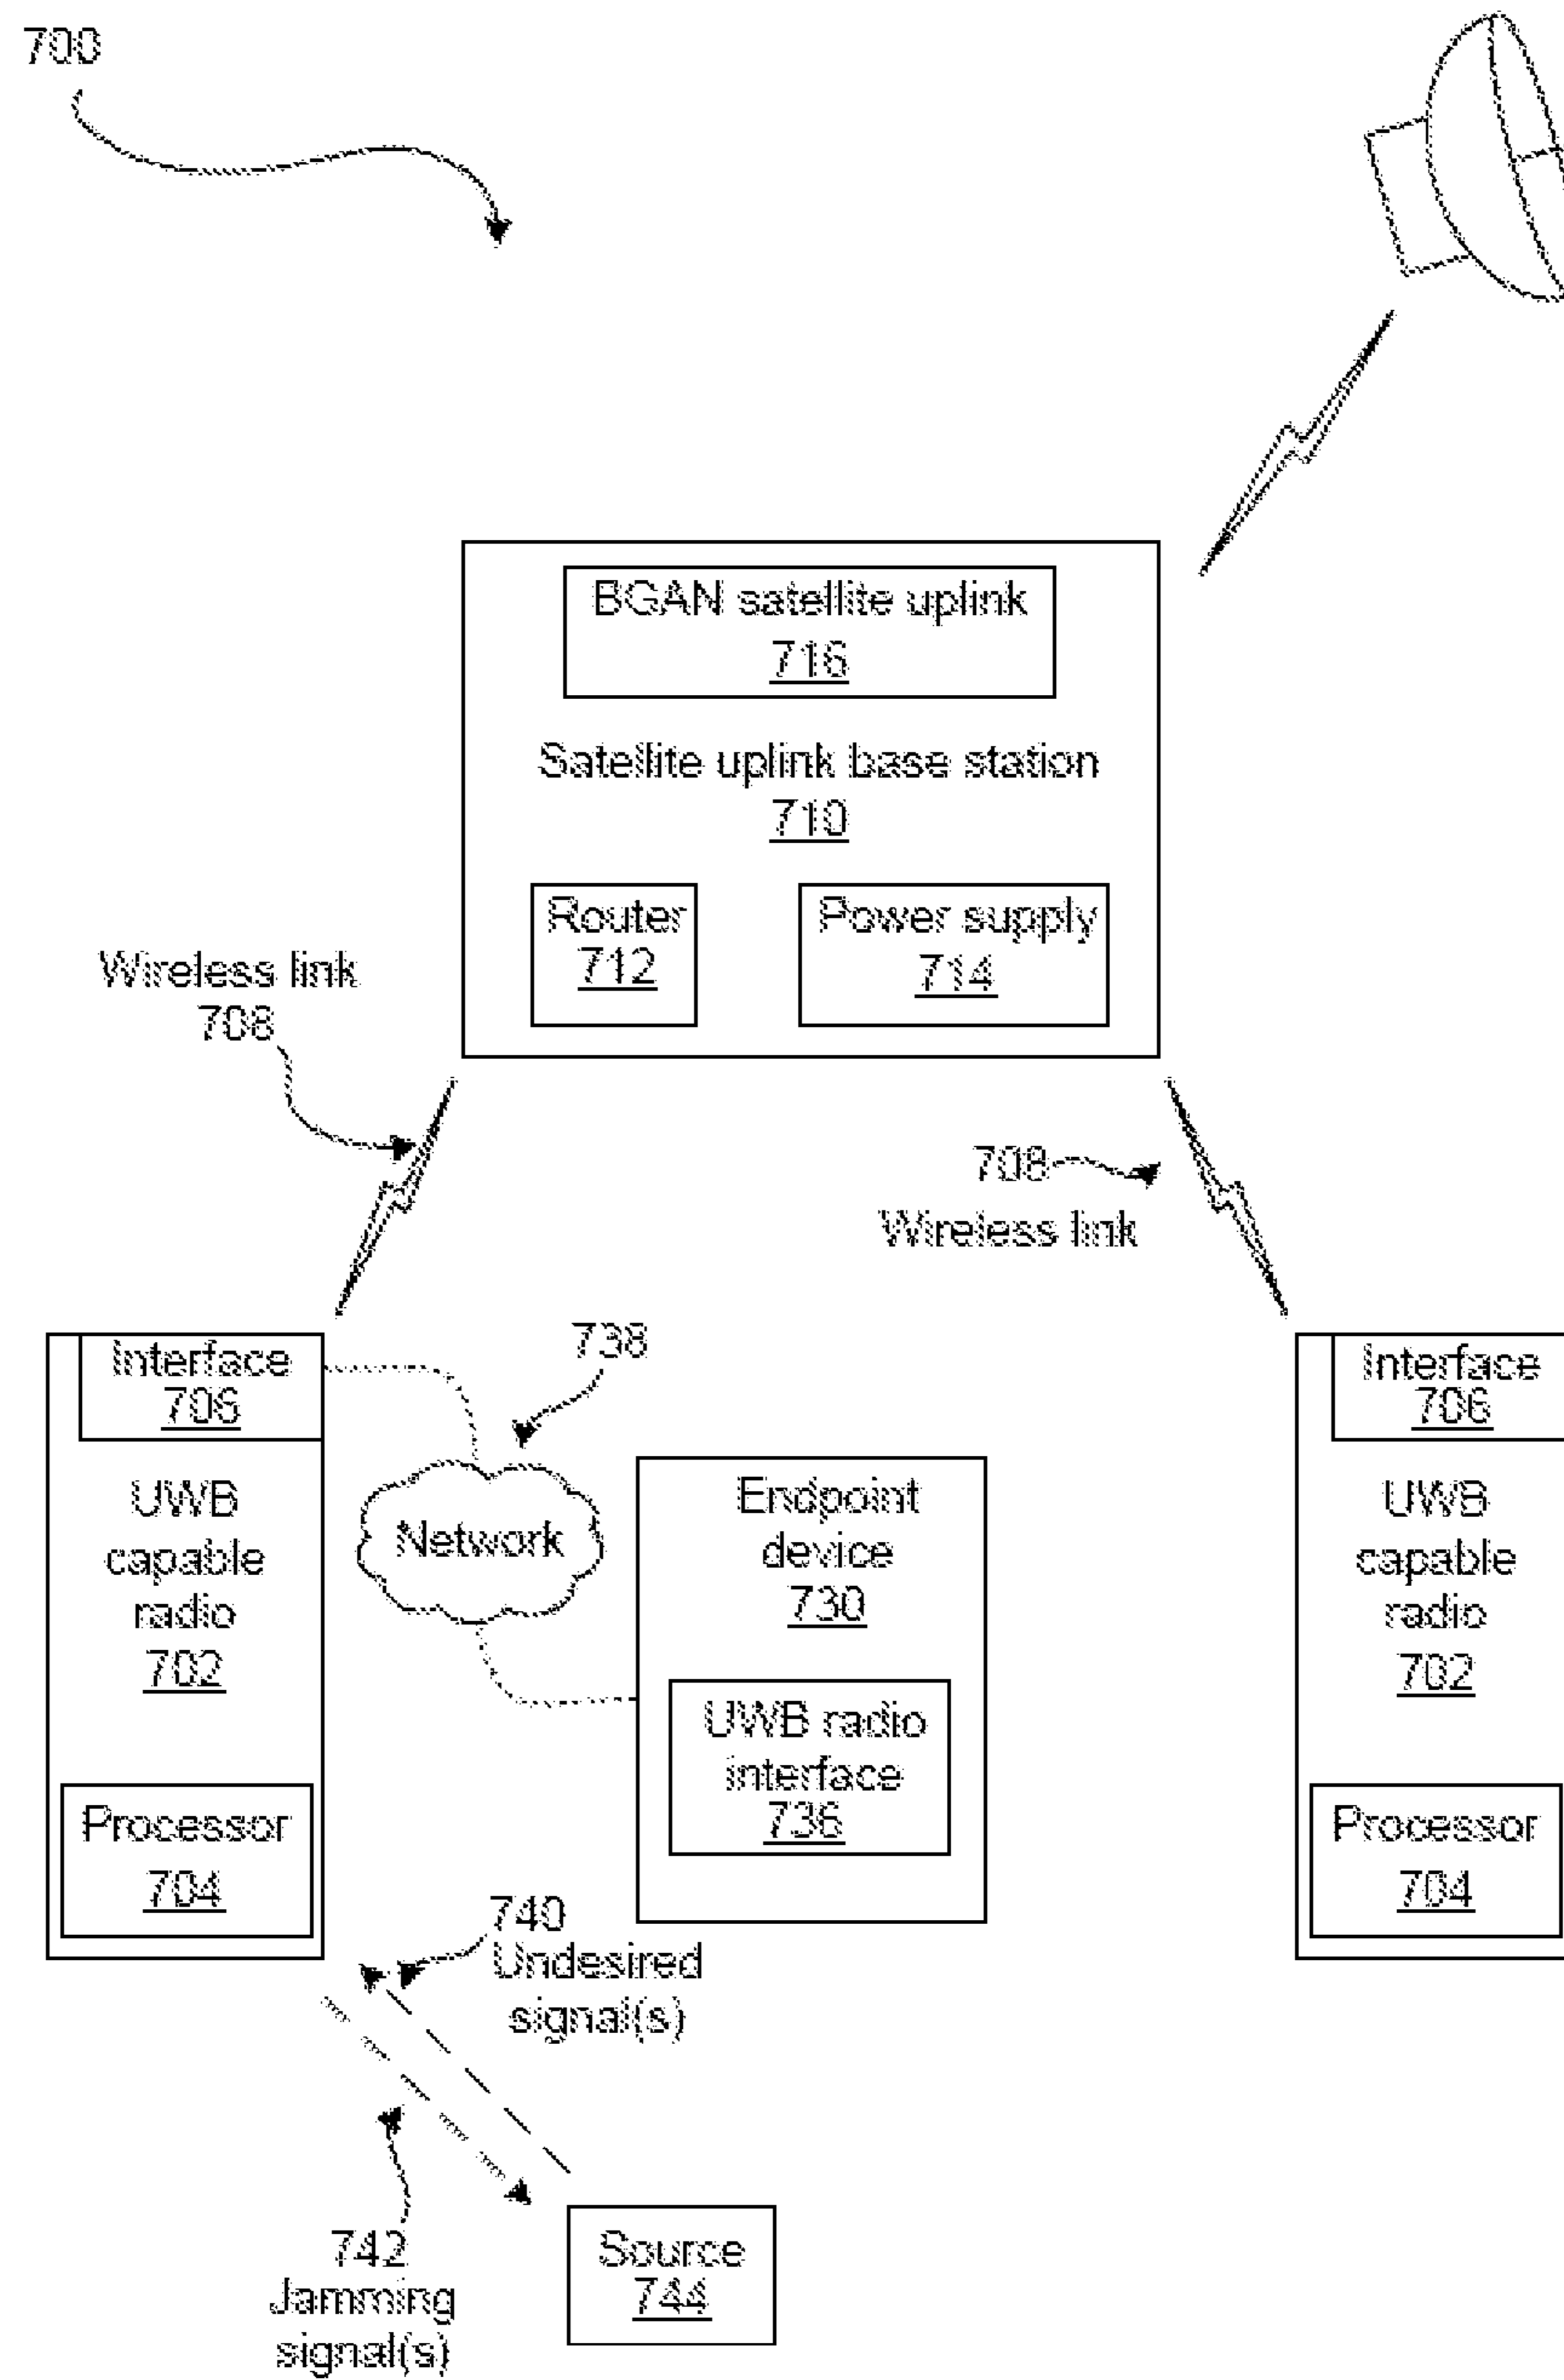 700
BGAN satellite uplink
716
Satellite uplink base station
710
Router
712
Power supply
714
Wireless link
708
708
Wireless link
738
Interface
706
UWB
capable
radio
702
Processor
704
Network
Endpoint
device
730
UWB radio
interface
736
Interface
706
UWB
capable
radio
702
Processor
704
740
Undesired
signal(s)
742
Jamming
signal(s)
Source
744